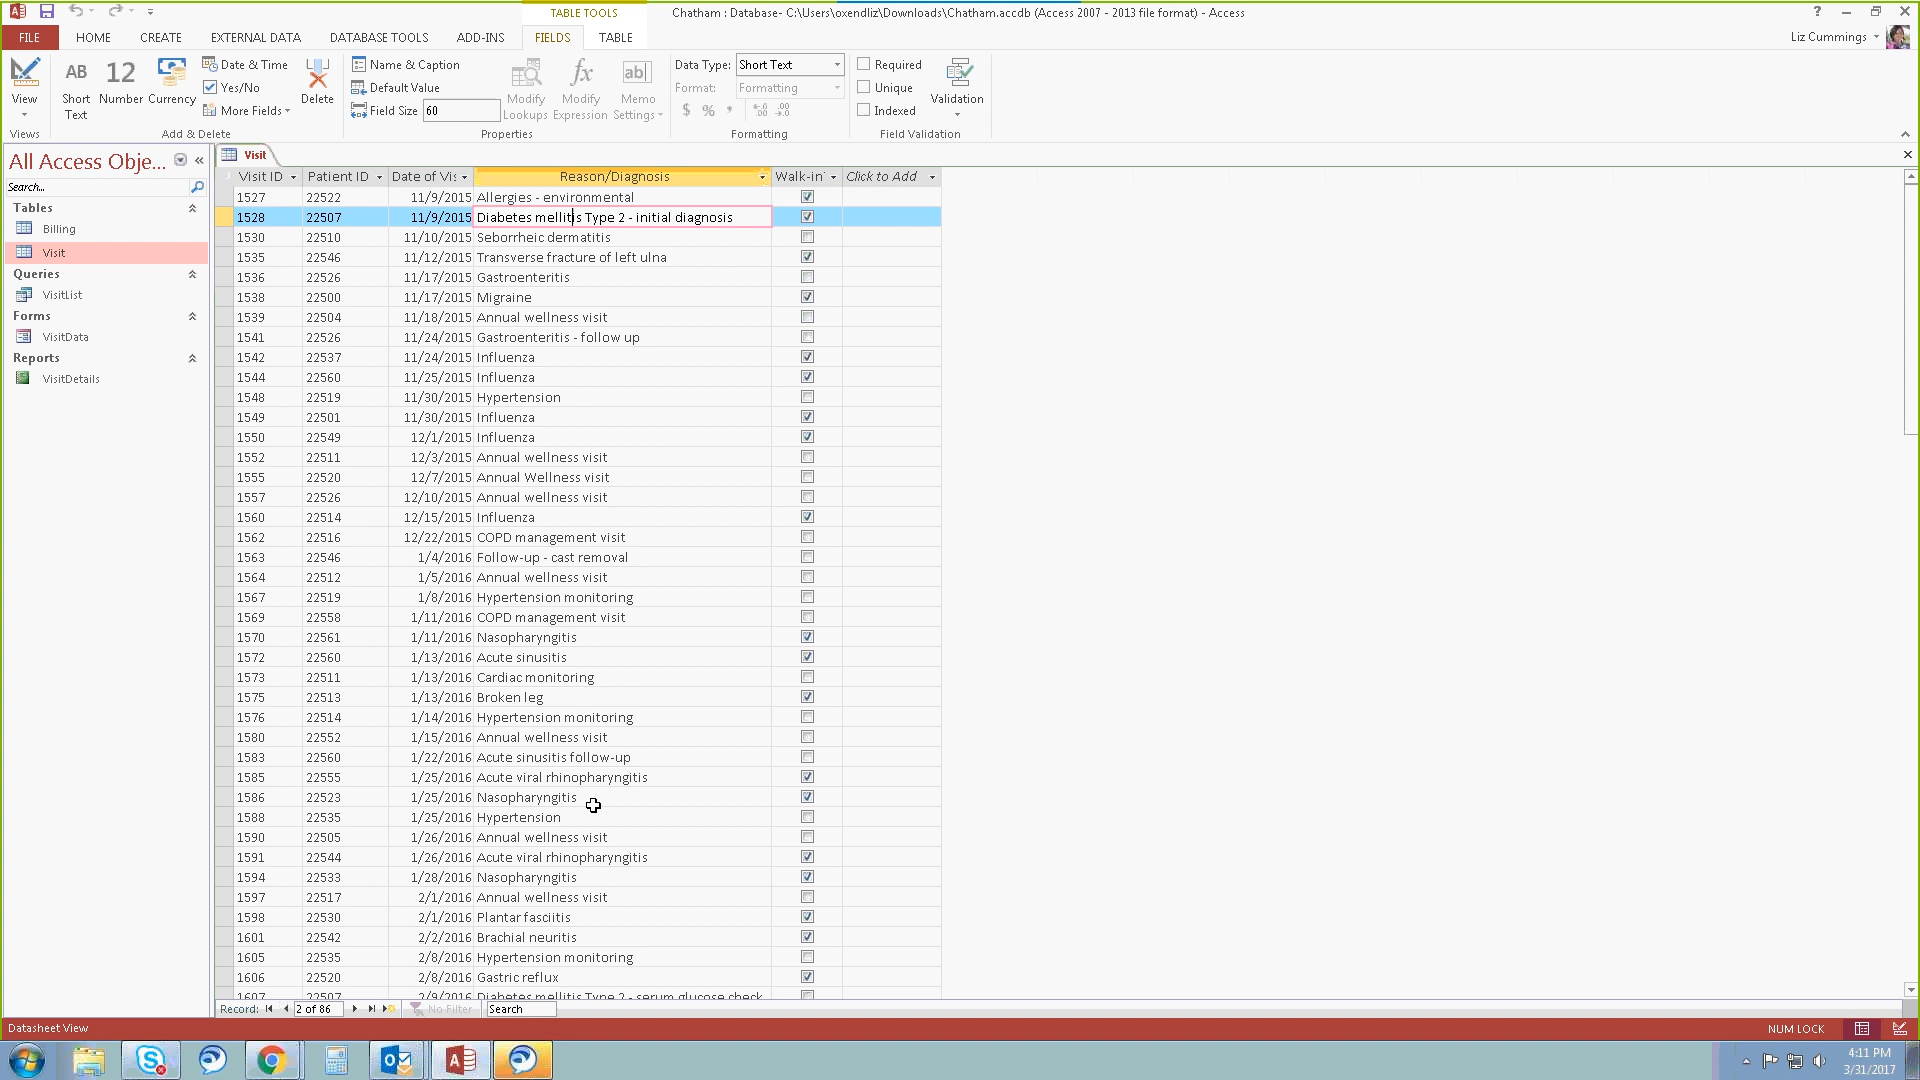 TABLE TOOLS
Chatham : Database- C:\Users\oxendliz\Downloads\Chatham.accdb (Access 2007 - 2013 file format) - Access
?
FILE HOME CREATE EXTERNAL DATA DATABASE TOOLS ADD-INS FIELDS TABLE
Liz Cummings
View
Views
AB Short Text
12 Number
Currency
Date & Time
Yes/No
More Fields
Delete
Add & Delete
Name & Caption
Default Value
Field Size 60
Modify Lookups
fx Modify Expression
ab Memo Settings
Properties
Data Type: Short Text
Format: Formatting
$ % ,
Formatting
Required
Unique
Indexed
Validation
Field Validation
All Access Obje...
Search...
Tables
Billing
Visit
Queries
VisitList
Forms
VisitData
Reports
VisitDetails
Visit
Visit ID Patient ID Date of Vis Reason/Diagnosis Walk-in Click to Add
1527 22522 11/9/2015 Allergies - environmental
1528 22507 11/9/2015 Diabetes mellitis Type 2 - initial diagnosis
1530 22510 11/10/2015 Seborrheic dermatitis
1535 22546 11/12/2015 Transverse fracture of left ulna
1536 22526 11/17/2015 Gastroenteritis
1538 22500 11/17/2015 Migraine
1539 22504 11/18/2015 Annual wellness visit
1541 22526 11/24/2015 Gastroenteritis - follow up
1542 22537 11/24/2015 Influenza
1544 22560 11/25/2015 Influenza
1548 22519 11/30/2015 Hypertension
1549 22501 11/30/2015 Influenza
1550 22549 12/1/2015 Influenza
1552 22511 12/3/2015 Annual wellness visit
1555 22520 12/7/2015 Annual Wellness visit
1557 22526 12/10/2015 Annual wellness visit
1560 22514 12/15/2015 Influenza
1562 22516 12/22/2015 COPD management visit
1563 22546 1/4/2016 Follow-up - cast removal
1564 22512 1/5/2016 Annual wellness visit
1567 22519 1/8/2016 Hypertension monitoring
1569 22558 1/11/2016 COPD management visit
1570 22561 1/11/2016 Nasopharyngitis
1572 22560 1/13/2016 Acute sinusitis
1573 22511 1/13/2016 Cardiac monitoring
1575 22513 1/13/2016 Broken leg
1576 22514 1/14/2016 Hypertension monitoring
1580 22552 1/15/2016 Annual wellness visit
1583 22560 1/22/2016 Acute sinusitis follow-up
1585 22555 1/25/2016 Acute viral rhinopharyngitis
1586 22523 1/25/2016 Nasopharyngitis
1588 22535 1/25/2016 Hypertension
1590 22505 1/26/2016 Annual wellness visit
1591 22544 1/26/2016 Acute viral rhinopharyngitis
1594 22533 1/28/2016 Nasopharyngitis
1597 22517 2/1/2016 Annual wellness visit
1598 22530 2/1/2016 Plantar fasciitis
1601 22542 2/2/2016 Brachial neuritis
1605 22535 2/8/2016 Hypertension monitoring
1606 22520 2/8/2016 Gastric reflux
1607 22507 2/9/2016 Diabetes mellitis Type 2 - serum glucose check
Record: 2 of 86 No Filter Search
Datasheet View
NUM LOCK
4:11 PM
3/31/2017